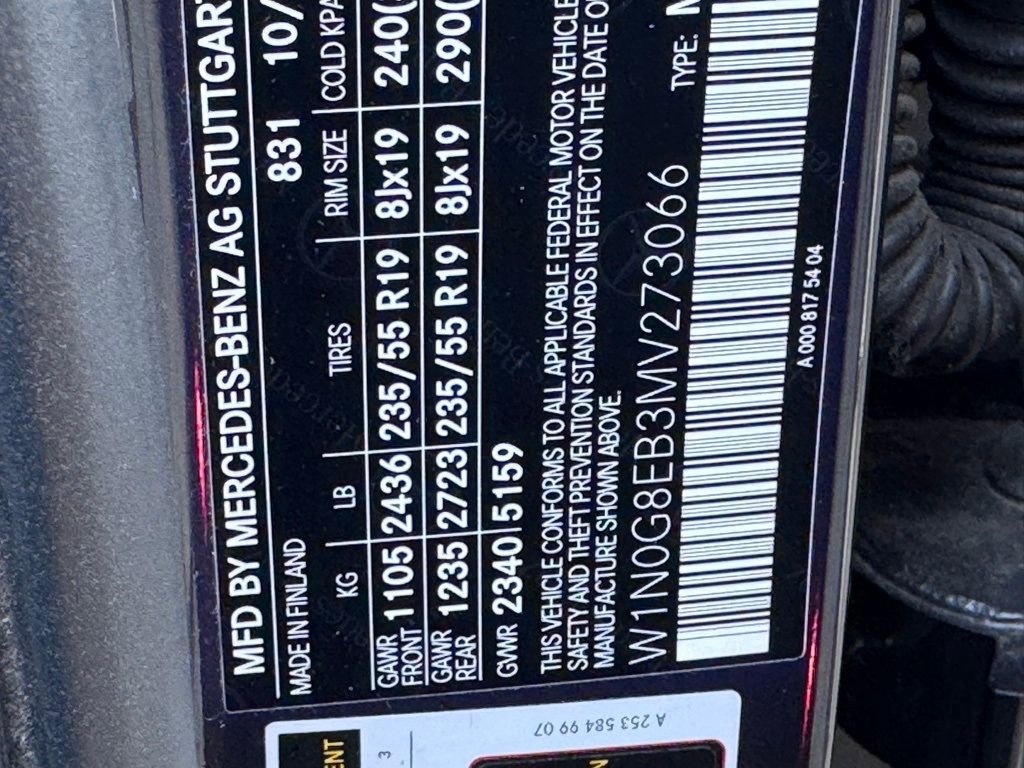 MFD BY MERCEDES-BENZ AG STUTTGAR
MADE IN FINLAND 831 10/
KG LB TIRES RIM SIZE COLD KPA
GAWR FRONT 1105 2436 235/55 R19 8Jx19 240(
GAWR REAR 1235 2723 235/55 R19 8Jx19 290(
GVWR 2340 5159
THIS VEHICLE CONFORMS TO ALL APPLICABLE FEDERAL MOTOR VEHICLE
SAFETY AND THEFT PREVENTION STANDARDS IN EFFECT ON THE DATE O
MANUFACTURE SHOWN ABOVE.
W1N0G8EB3MV273066 TYPE:
A 000 817 54 04
A 253 584 99 07
ENT
3